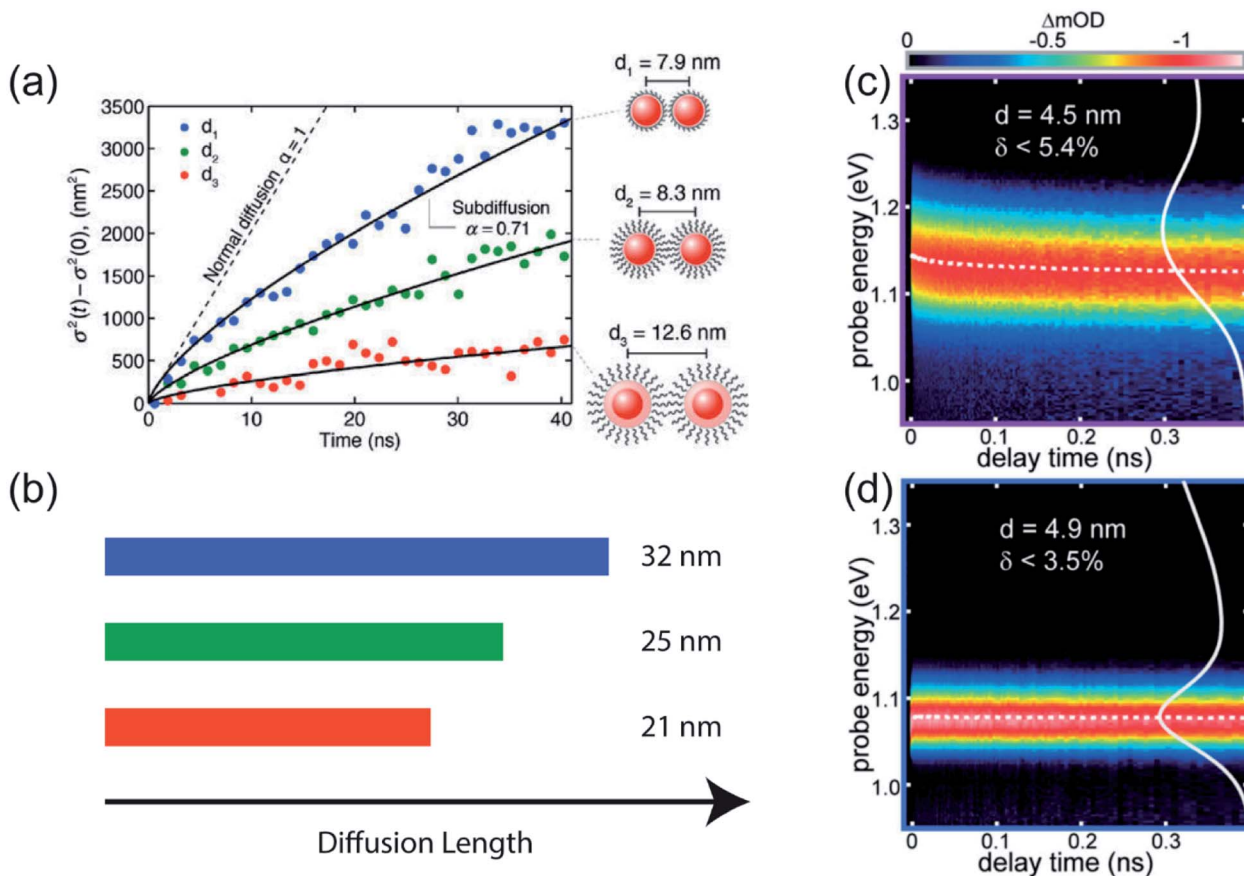 (a)
d₁ = 7.9 nm
3500
3000
2500
2000
1500
1000
500
0
σ²(t) − σ²(0), (nm²)
d₁
d₂
d₃
Normal diffusion α = 1
Subdiffusion
α = 0.71
d₂ = 8.3 nm
d₃ = 12.6 nm
0 10 20 30 40
Time (ns)
(b)
32 nm
25 nm
21 nm
Diffusion Length
ΔmOD
0 -0.5 -1
(c)
d = 4.5 nm
δ < 5.4%
1.3
1.2
1.1
1.0
probe energy (eV)
0 0.1 0.2 0.3
delay time (ns)
(d)
d = 4.9 nm
δ < 3.5%
1.3
1.2
1.1
1.0
probe energy (eV)
0 0.1 0.2 0.3
delay time (ns)